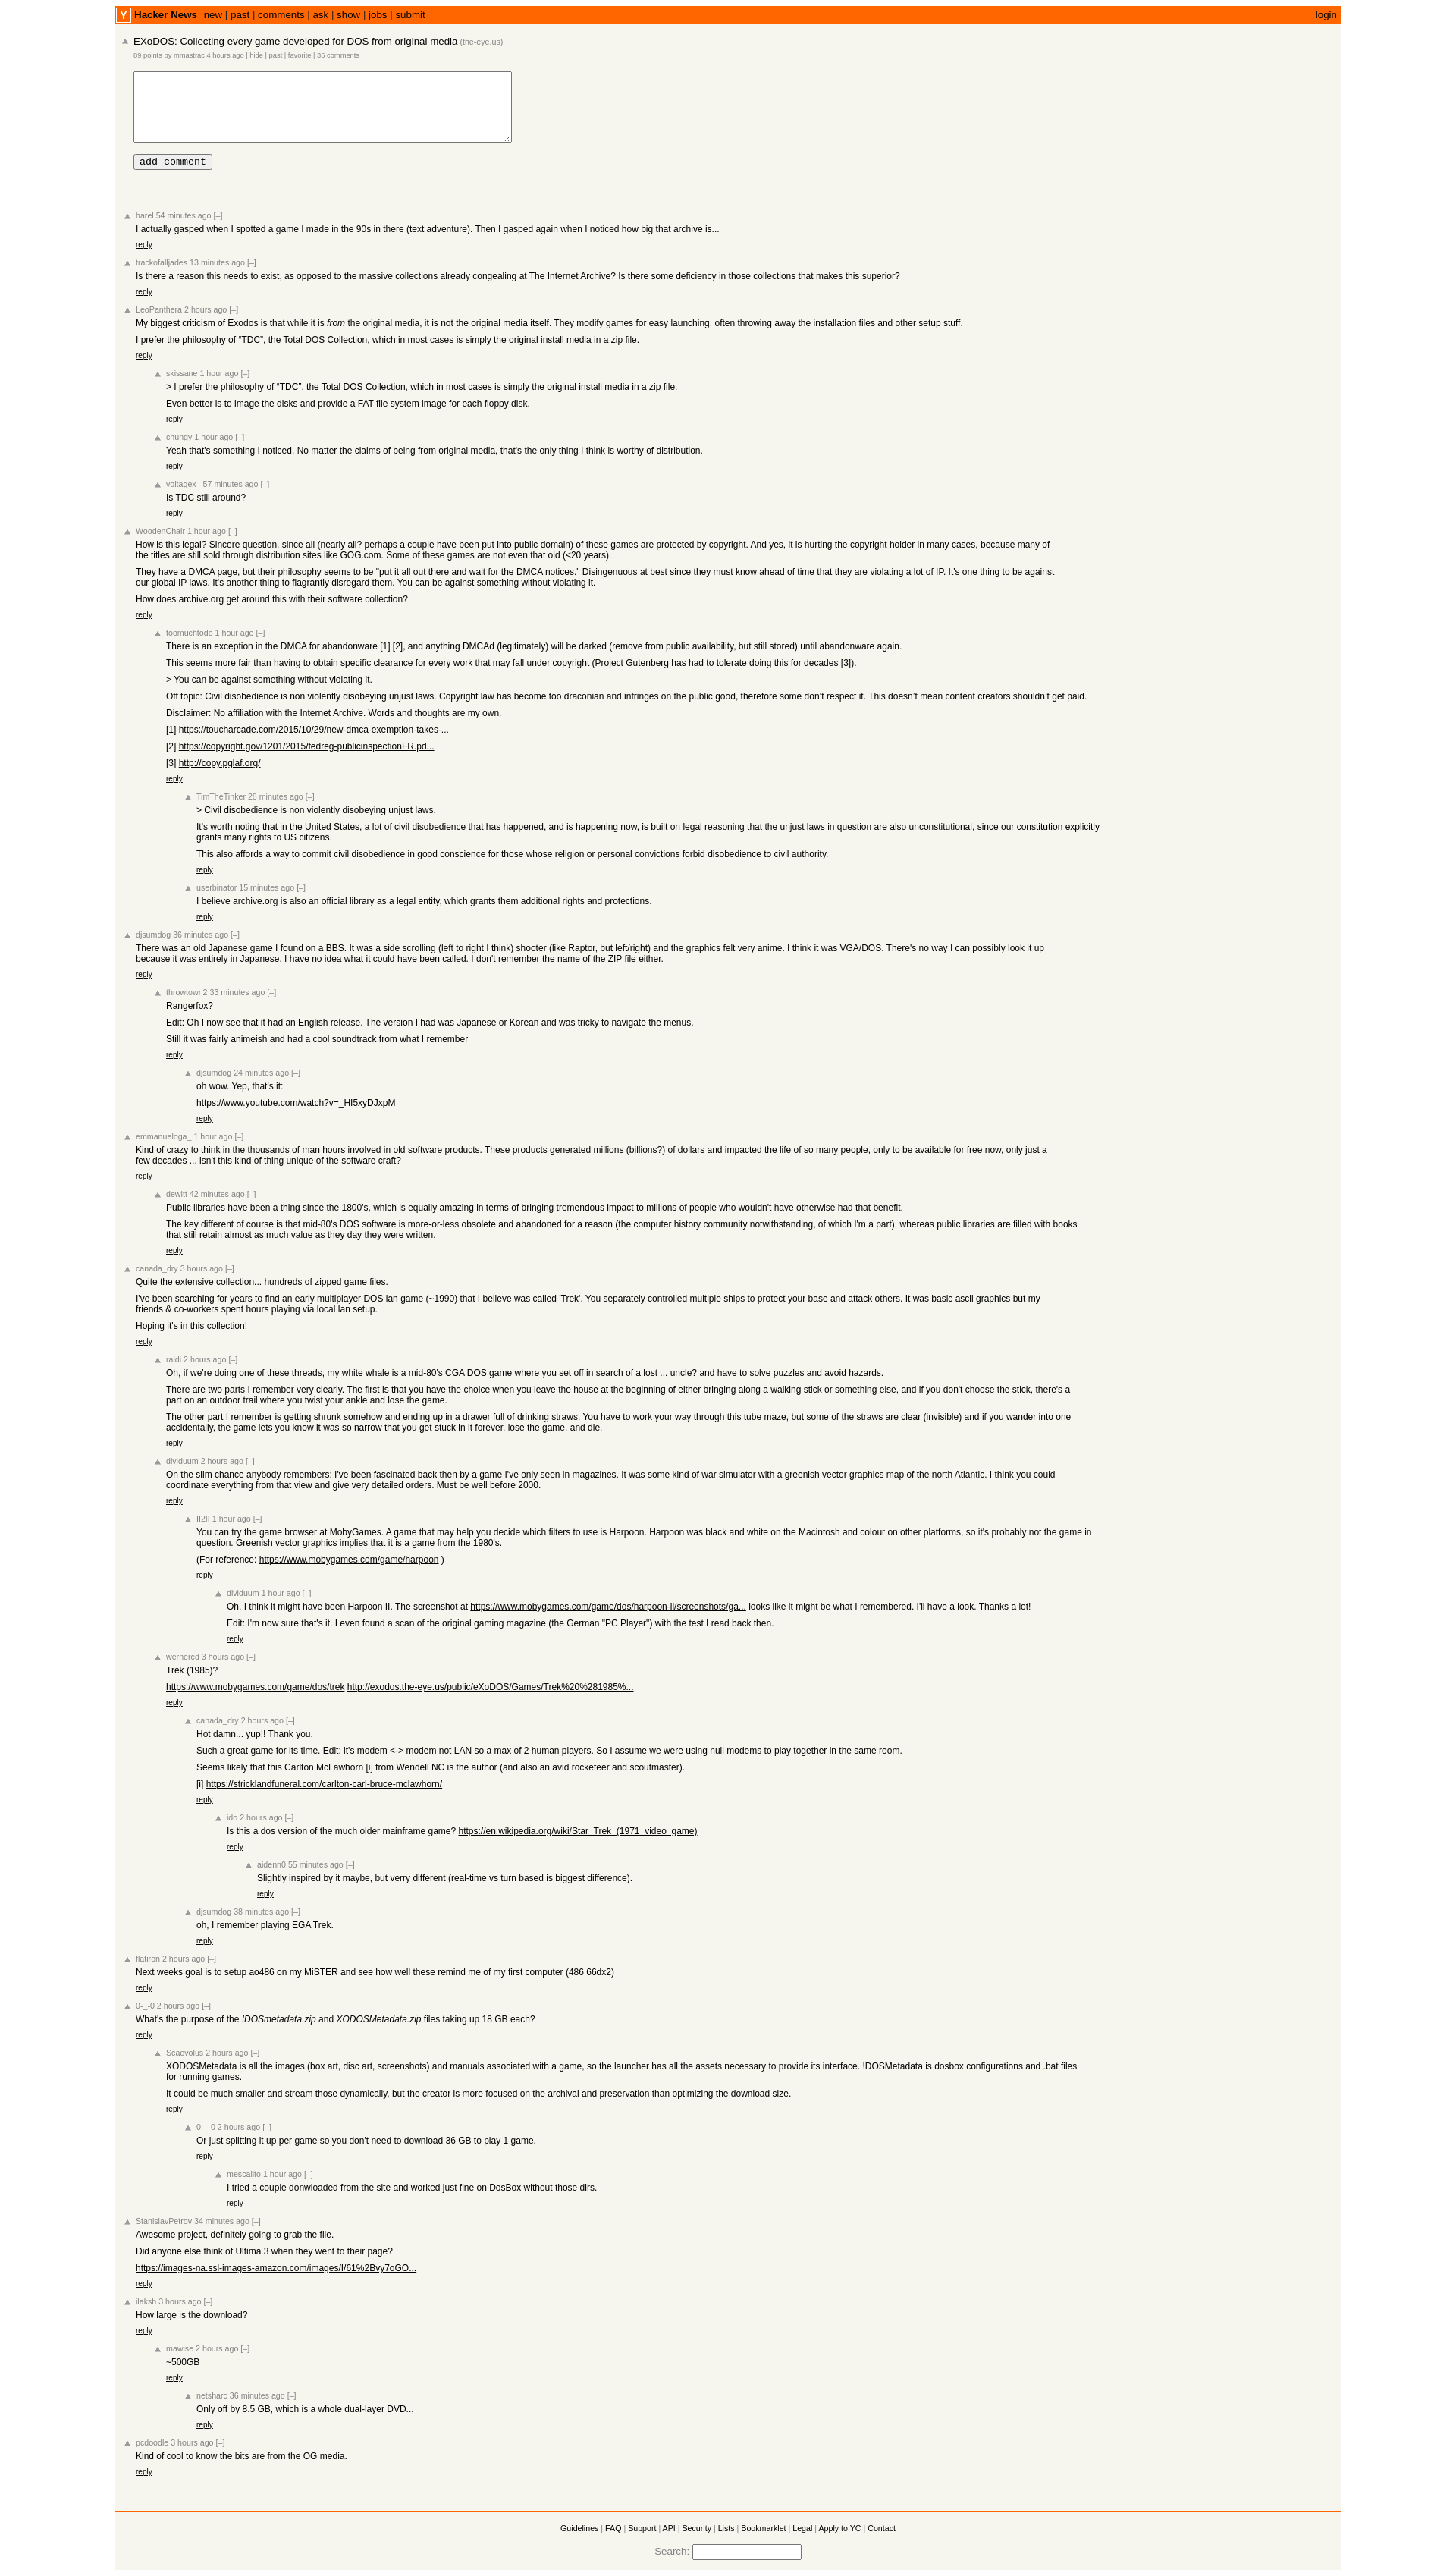 Y Hacker News new | past | comments | ask | show | jobs | submit login
EXoDOS: Collecting every game developed for DOS from original media (the-eye.us)
89 points by mmastrac 4 hours ago | hide | past | favorite | 35 comments
add comment
harel 54 minutes ago [–]
I actually gasped when I spotted a game I made in the 90s in there (text adventure). Then I gasped again when I noticed how big that archive is...
reply
trackofalljades 13 minutes ago [–]
Is there a reason this needs to exist, as opposed to the massive collections already congealing at The Internet Archive? Is there some deficiency in those collections that makes this superior?
reply
LeoPanthera 2 hours ago [–]
My biggest criticism of Exodos is that while it is from the original media, it is not the original media itself. They modify games for easy launching, often throwing away the installation files and other setup stuff.
I prefer the philosophy of “TDC”, the Total DOS Collection, which in most cases is simply the original install media in a zip file.
reply
skissane 1 hour ago [–]
> I prefer the philosophy of “TDC”, the Total DOS Collection, which in most cases is simply the original install media in a zip file.
Even better is to image the disks and provide a FAT file system image for each floppy disk.
reply
chungy 1 hour ago [–]
Yeah that's something I noticed. No matter the claims of being from original media, that's the only thing I think is worthy of distribution.
reply
voltagex_ 57 minutes ago [–]
Is TDC still around?
reply
WoodenChair 1 hour ago [–]
How is this legal? Sincere question, since all (nearly all? perhaps a couple have been put into public domain) of these games are protected by copyright. And yes, it is hurting the copyright holder in many cases, because many of
the titles are still sold through distribution sites like GOG.com. Some of these games are not even that old (<20 years).
They have a DMCA page, but their philosophy seems to be "put it all out there and wait for the DMCA notices." Disingenuous at best since they must know ahead of time that they are violating a lot of IP. It's one thing to be against
our global IP laws. It's another thing to flagrantly disregard them. You can be against something without violating it.
How does archive.org get around this with their software collection?
reply
toomuchtodo 1 hour ago [–]
There is an exception in the DMCA for abandonware [1] [2], and anything DMCAd (legitimately) will be darked (remove from public availability, but still stored) until abandonware again.
This seems more fair than having to obtain specific clearance for every work that may fall under copyright (Project Gutenberg has had to tolerate doing this for decades [3]).
> You can be against something without violating it.
Off topic: Civil disobedience is non violently disobeying unjust laws. Copyright law has become too draconian and infringes on the public good, therefore some don’t respect it. This doesn’t mean content creators shouldn’t get paid.
Disclaimer: No affiliation with the Internet Archive. Words and thoughts are my own.
[1] https://toucharcade.com/2015/10/29/new-dmca-exemption-takes-...
[2] https://copyright.gov/1201/2015/fedreg-publicinspectionFR.pd...
[3] http://copy.pglaf.org/
reply
TimTheTinker 28 minutes ago [–]
> Civil disobedience is non violently disobeying unjust laws.
It's worth noting that in the United States, a lot of civil disobedience that has happened, and is happening now, is built on legal reasoning that the unjust laws in question are also unconstitutional, since our constitution explicitly
grants many rights to US citizens.
This also affords a way to commit civil disobedience in good conscience for those whose religion or personal convictions forbid disobedience to civil authority.
reply
userbinator 15 minutes ago [–]
I believe archive.org is also an official library as a legal entity, which grants them additional rights and protections.
reply
djsumdog 36 minutes ago [–]
There was an old Japanese game I found on a BBS. It was a side scrolling (left to right I think) shooter (like Raptor, but left/right) and the graphics felt very anime. I think it was VGA/DOS. There's no way I can possibly look it up
because it was entirely in Japanese. I have no idea what it could have been called. I don't remember the name of the ZIP file either.
reply
throwtown2 33 minutes ago [–]
Rangerfox?
Edit: Oh I now see that it had an English release. The version I had was Japanese or Korean and was tricky to navigate the menus.
Still it was fairly animeish and had a cool soundtrack from what I remember
reply
djsumdog 24 minutes ago [–]
oh wow. Yep, that's it:
https://www.youtube.com/watch?v=_HI5xyDJxpM
reply
emmanueloga_ 1 hour ago [–]
Kind of crazy to think in the thousands of man hours involved in old software products. These products generated millions (billions?) of dollars and impacted the life of so many people, only to be available for free now, only just a
few decades ... isn't this kind of thing unique of the software craft?
reply
dewitt 42 minutes ago [–]
Public libraries have been a thing since the 1800's, which is equally amazing in terms of bringing tremendous impact to millions of people who wouldn't have otherwise had that benefit.
The key different of course is that mid-80's DOS software is more-or-less obsolete and abandoned for a reason (the computer history community notwithstanding, of which I'm a part), whereas public libraries are filled with books
that still retain almost as much value as they day they were written.
reply
canada_dry 3 hours ago [–]
Quite the extensive collection... hundreds of zipped game files.
I've been searching for years to find an early multiplayer DOS lan game (~1990) that I believe was called 'Trek'. You separately controlled multiple ships to protect your base and attack others. It was basic ascii graphics but my
friends & co-workers spent hours playing via local lan setup.
Hoping it's in this collection!
reply
raldi 2 hours ago [–]
Oh, if we're doing one of these threads, my white whale is a mid-80's CGA DOS game where you set off in search of a lost ... uncle? and have to solve puzzles and avoid hazards.
There are two parts I remember very clearly. The first is that you have the choice when you leave the house at the beginning of either bringing along a walking stick or something else, and if you don't choose the stick, there's a
part on an outdoor trail where you twist your ankle and lose the game.
The other part I remember is getting shrunk somehow and ending up in a drawer full of drinking straws. You have to work your way through this tube maze, but some of the straws are clear (invisible) and if you wander into one
accidentally, the game lets you know it was so narrow that you get stuck in it forever, lose the game, and die.
reply
dividuum 2 hours ago [–]
On the slim chance anybody remembers: I've been fascinated back then by a game I've only seen in magazines. It was some kind of war simulator with a greenish vector graphics map of the north Atlantic. I think you could
coordinate everything from that view and give very detailed orders. Must be well before 2000.
reply
II2II 1 hour ago [–]
You can try the game browser at MobyGames. A game that may help you decide which filters to use is Harpoon. Harpoon was black and white on the Macintosh and colour on other platforms, so it's probably not the game in
question. Greenish vector graphics implies that it is a game from the 1980's.
(For reference: https://www.mobygames.com/game/harpoon )
reply
dividuum 1 hour ago [–]
Oh. I think it might have been Harpoon II. The screenshot at https://www.mobygames.com/game/dos/harpoon-ii/screenshots/ga... looks like it might be what I remembered. I'll have a look. Thanks a lot!
Edit: I'm now sure that's it. I even found a scan of the original gaming magazine (the German "PC Player") with the test I read back then.
reply
wernercd 3 hours ago [–]
Trek (1985)?
https://www.mobygames.com/game/dos/trek http://exodos.the-eye.us/public/eXoDOS/Games/Trek%20%281985%...
reply
canada_dry 2 hours ago [–]
Hot damn... yup!! Thank you.
Such a great game for its time. Edit: it's modem <-> modem not LAN so a max of 2 human players. So I assume we were using null modems to play together in the same room.
Seems likely that this Carlton McLawhorn [i] from Wendell NC is the author (and also an avid rocketeer and scoutmaster).
[i] https://stricklandfuneral.com/carlton-carl-bruce-mclawhorn/
reply
ido 2 hours ago [–]
Is this a dos version of the much older mainframe game? https://en.wikipedia.org/wiki/Star_Trek_(1971_video_game)
reply
aidenn0 55 minutes ago [–]
Slightly inspired by it maybe, but verry different (real-time vs turn based is biggest difference).
reply
djsumdog 38 minutes ago [–]
oh, I remember playing EGA Trek.
reply
flatiron 2 hours ago [–]
Next weeks goal is to setup ao486 on my MiSTER and see how well these remind me of my first computer (486 66dx2)
reply
0-_-0 2 hours ago [–]
What's the purpose of the !DOSmetadata.zip and XODOSMetadata.zip files taking up 18 GB each?
reply
Scaevolus 2 hours ago [–]
XODOSMetadata is all the images (box art, disc art, screenshots) and manuals associated with a game, so the launcher has all the assets necessary to provide its interface. !DOSMetadata is dosbox configurations and .bat files
for running games.
It could be much smaller and stream those dynamically, but the creator is more focused on the archival and preservation than optimizing the download size.
reply
0-_-0 2 hours ago [–]
Or just splitting it up per game so you don't need to download 36 GB to play 1 game.
reply
mescalito 1 hour ago [–]
I tried a couple donwloaded from the site and worked just fine on DosBox without those dirs.
reply
StanislavPetrov 34 minutes ago [–]
Awesome project, definitely going to grab the file.
Did anyone else think of Ultima 3 when they went to their page?
https://images-na.ssl-images-amazon.com/images/I/61%2Bvy7oGO...
reply
ilaksh 3 hours ago [–]
How large is the download?
reply
mawise 2 hours ago [–]
~500GB
reply
netsharc 36 minutes ago [–]
Only off by 8.5 GB, which is a whole dual-layer DVD...
reply
pcdoodle 3 hours ago [–]
Kind of cool to know the bits are from the OG media.
reply
Guidelines | FAQ | Support | API | Security | Lists | Bookmarklet | Legal | Apply to YC | Contact
Search: